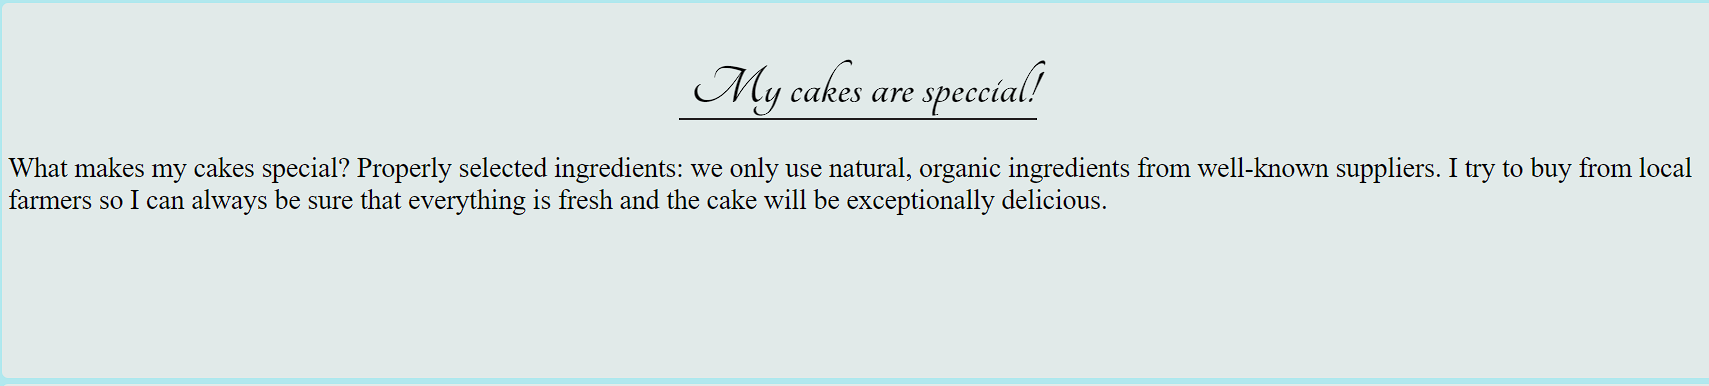 My cakes are speccial!
What makes my cakes special? Properly selected ingredients: we only use natural, organic ingredients from well-known suppliers. I try to buy from local
farmers so I can always be sure that everything is fresh and the cake will be exceptionally delicious.